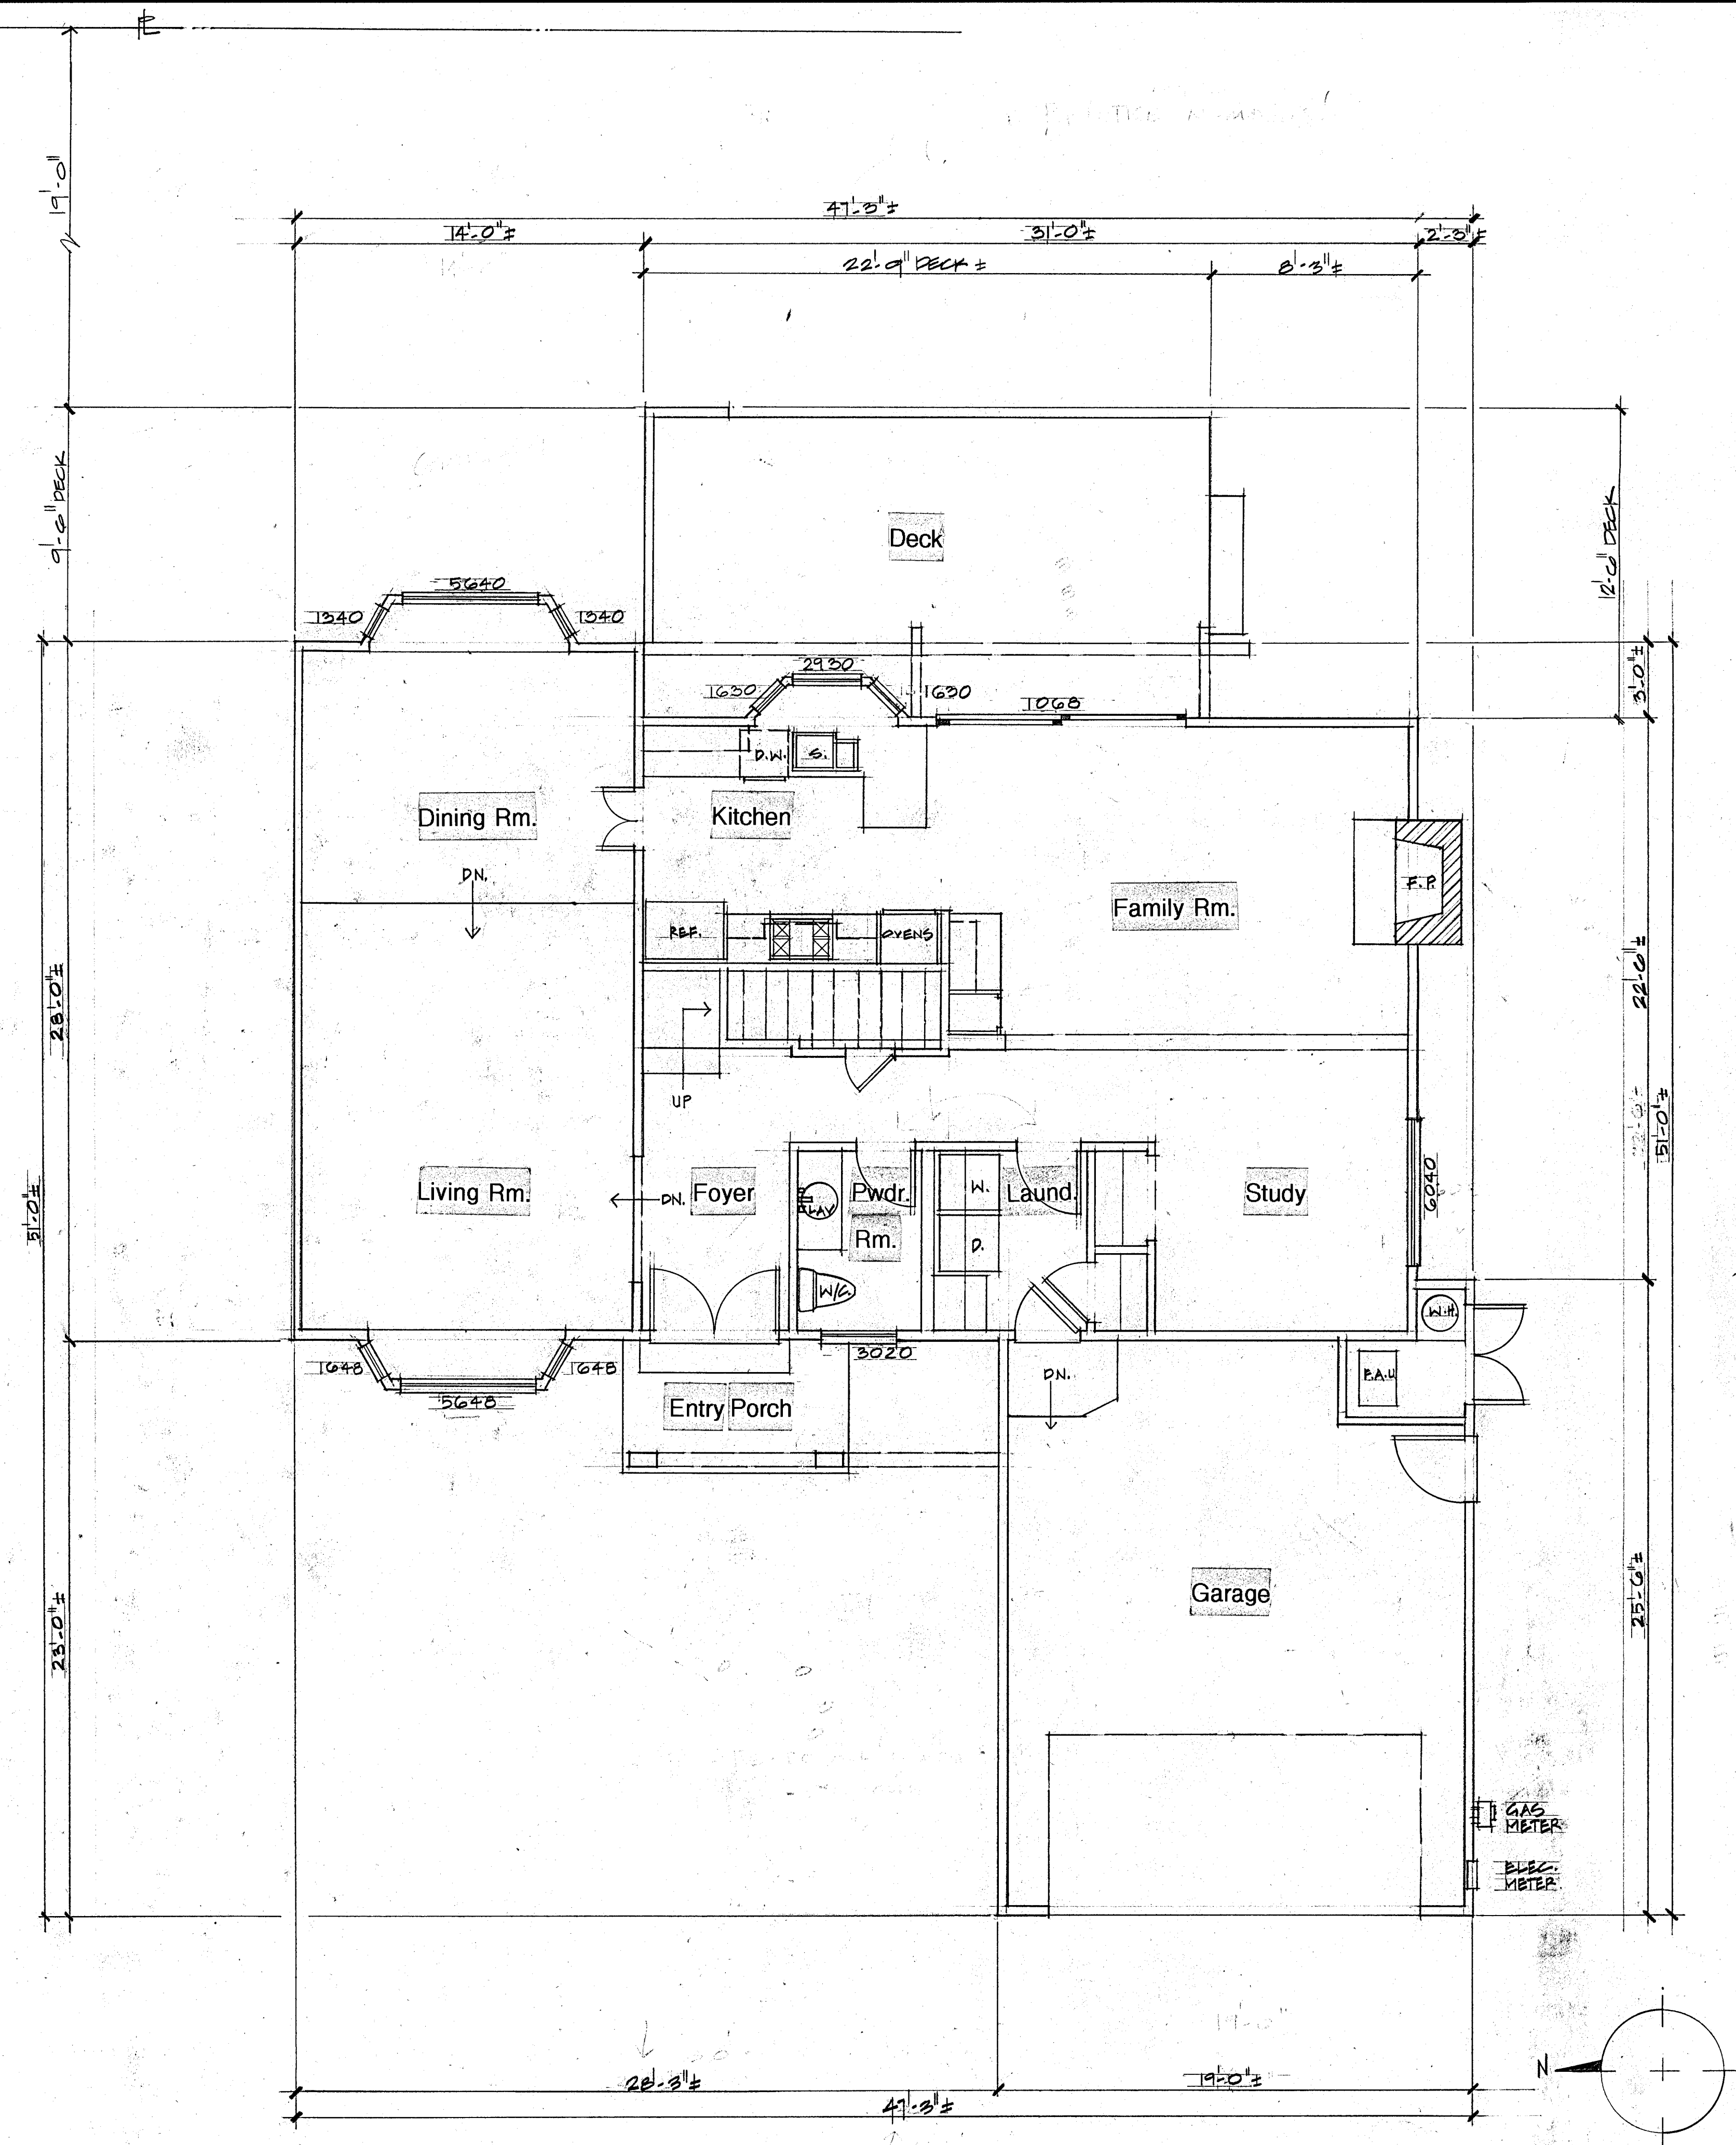 PL
19'-0"
47'-3"±
14'-0"±
31'-0"±
2'-3"±
22'-9" DECK ±
8'-3"±
9'-6" DECK
12'-6" DECK
Deck
5640
1340
1340
2930
1630
1630
1068
3'-0"±
D.W.
S.
Dining Rm.
Kitchen
DN.
F.P.
Family Rm.
REF.
OVENS
28'-0"±
22'-6"±
UP
51'-0"±
51'-0"±
Living Rm.
DN.
Foyer
LAV
Pwdr.
Rm.
W.
Laund.
D.
Study
6040
W/C.
W.H.
3020
1648
1648
5648
DN.
F.A.U
Entry Porch
Garage
23'-0"±
25'-6"±
GAS
METER
ELEC.
METER
19'-0"
N
28'-3"±
19'-0"±
47'-3"±